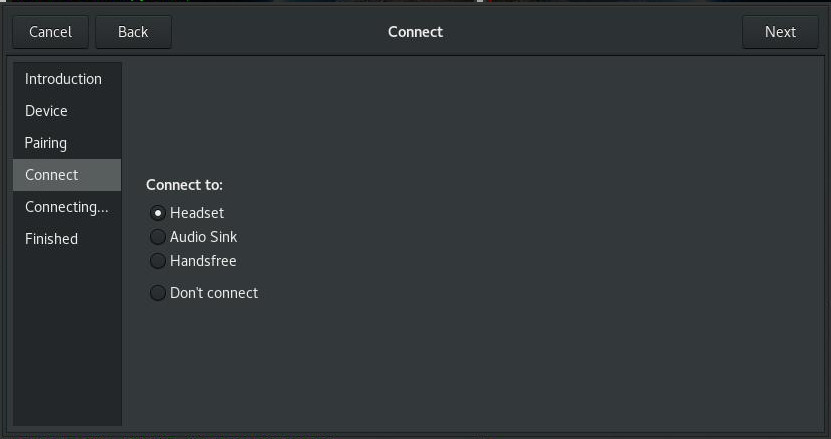 Cancel
Back
Connect
Next
Introduction
Device
Pairing
Connect
Connecting...
Finished
Connect to:
Headset
Audio Sink
Handsfree
Don't connect